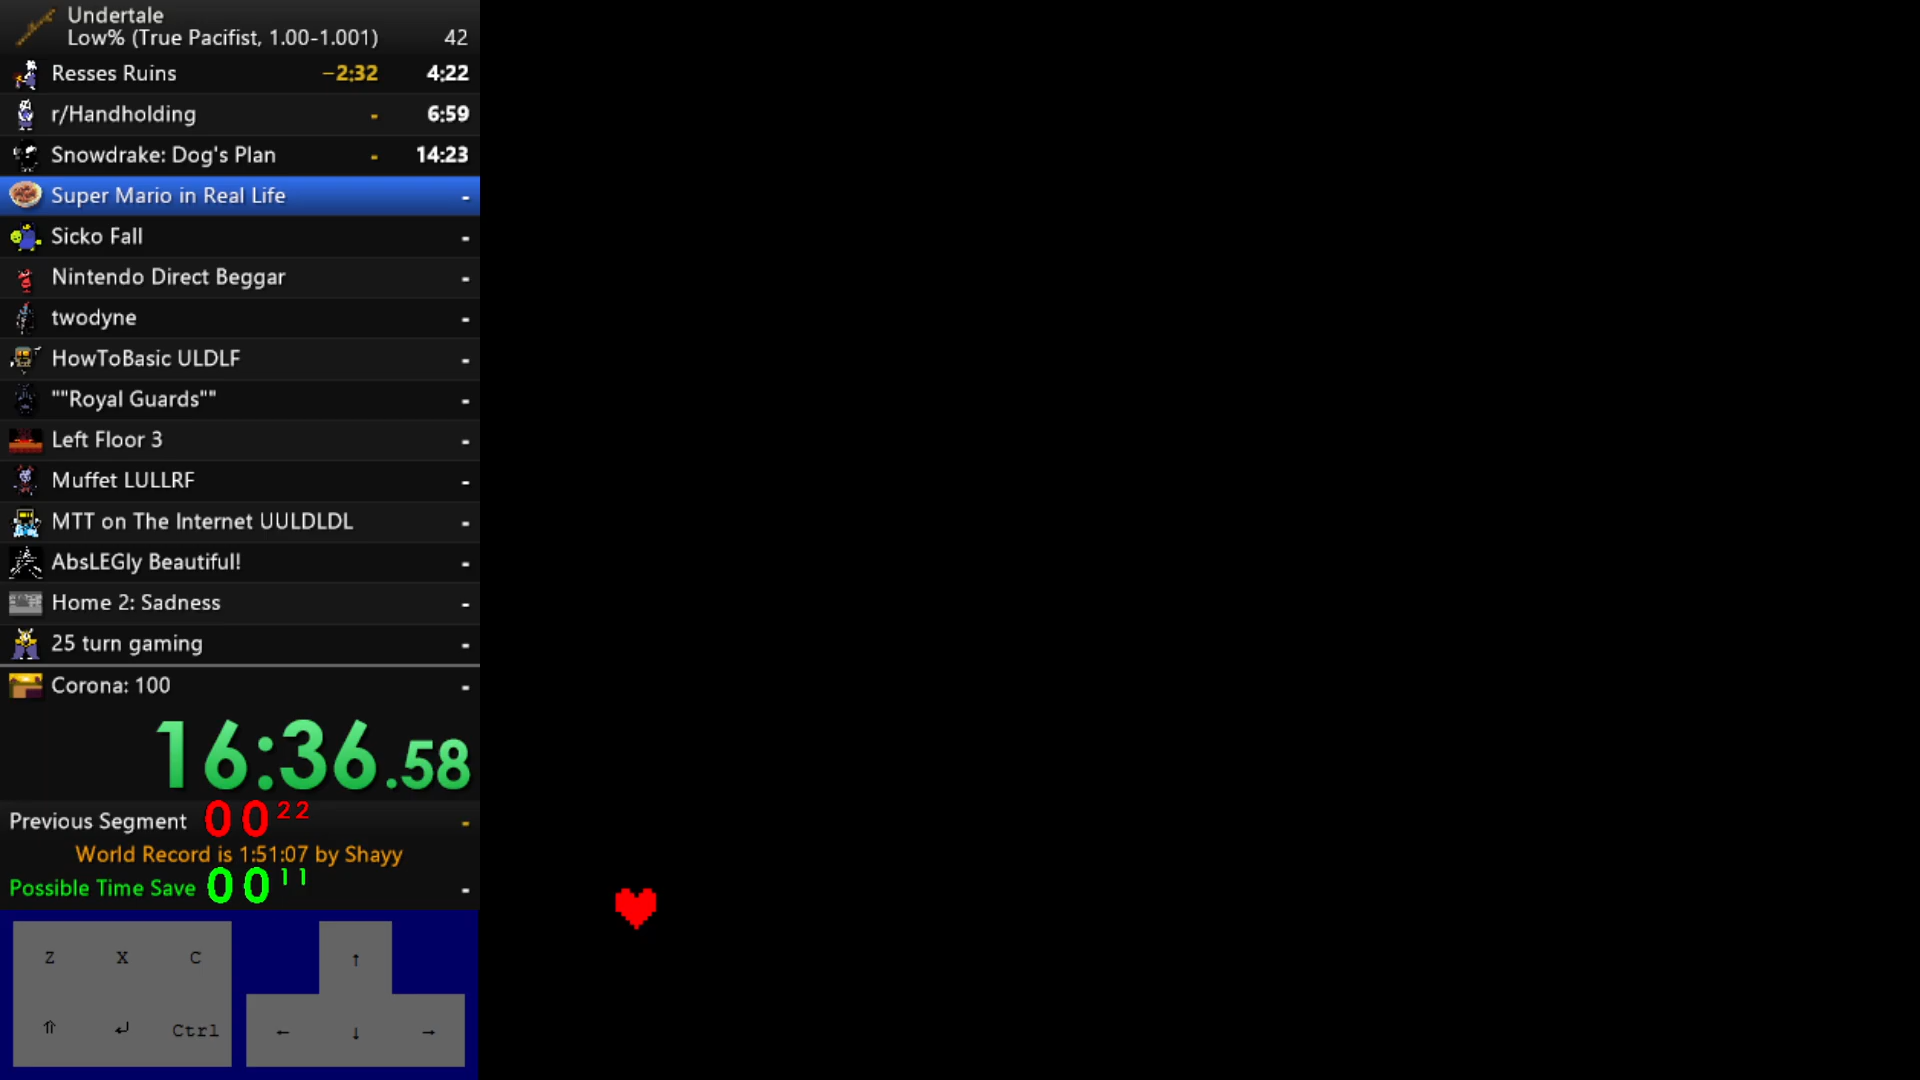 Undertale
Low% (True Pacifist, 1.00-1.001) 42
Resses Ruins −2:32 4:22
r/Handholding - 6:59
Snowdrake: Dog's Plan - 14:23
Super Mario in Real Life -
Sicko Fall -
Nintendo Direct Beggar -
twodyne -
HowToBasic ULDLF -
""Royal Guards"" -
Left Floor 3 -
Muffet LULLRF -
MTT on The Internet UULDLDL -
AbsLEGly Beautiful! -
Home 2: Sadness -
25 turn gaming -
Corona: 100 -
16:36.58
Previous Segment 00 22 -
World Record is 1:51:07 by Shayy
Possible Time Save 00 11 -
Z X C ↑
⇑ ↵ Ctrl ← ↓ →